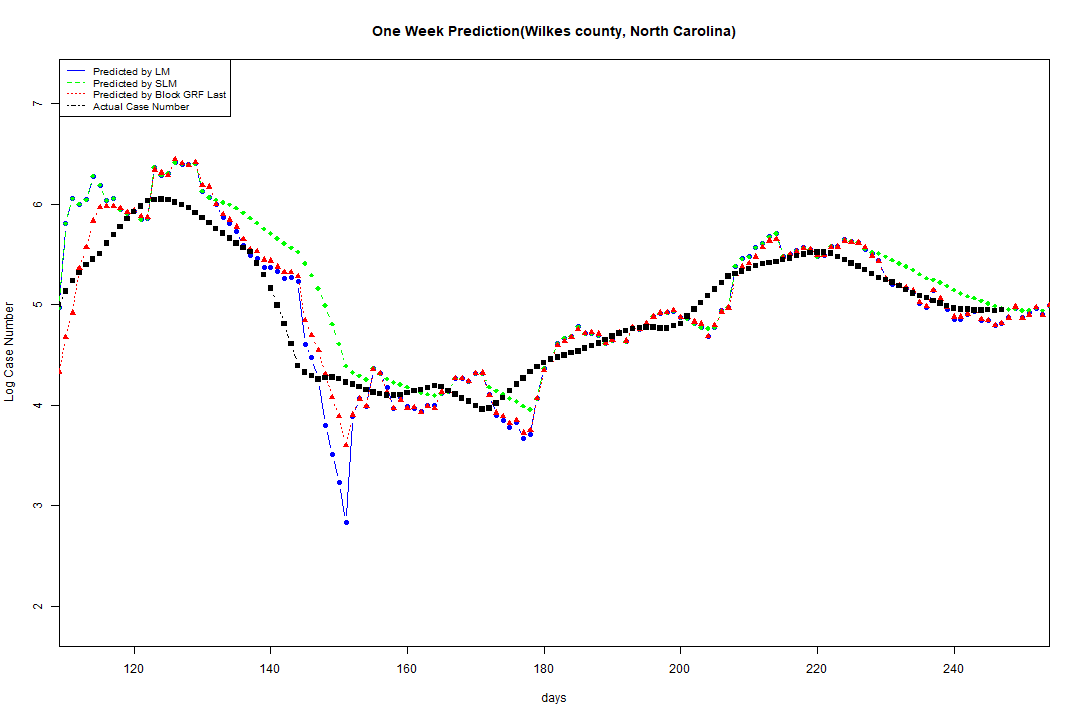 One Week Prediction(Wilkes county, North Carolina)
Predicted by LM
Predicted by SLM
Predicted by Block GRF Last
Actual Case Number
7
6
5
4
3
2
Log Case Number
120 140 160 180 200 220 240
days